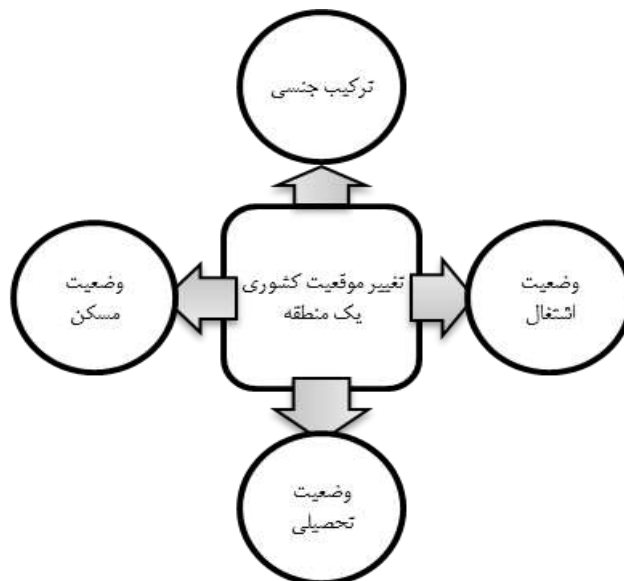 ترکیب جنسی
تغییر موقعیت کشوری
یک منطقه
وضعیت
اشتغال
وضعیت
مسکن
وضعیت
تحصیلی